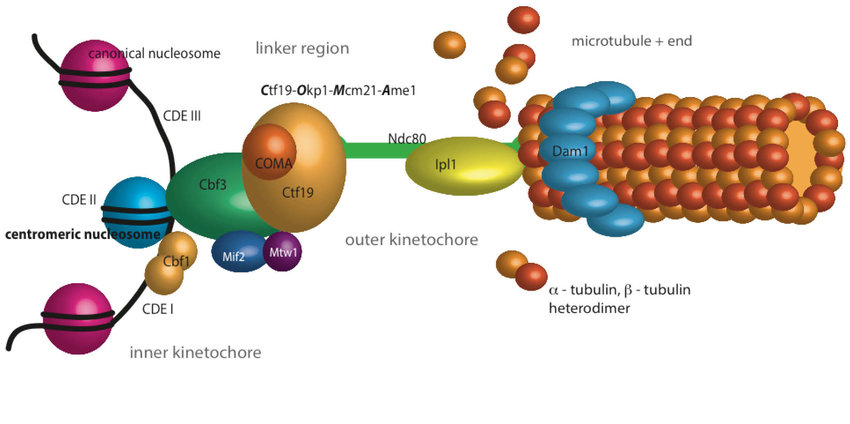 linker region
microtubule + end
canonical nucleosome
Ctf19-Okp1-Mcm21-Ame1
CDE III
Ndc80
Dam1
COMA
Ipl1
Cbf3
Ctf19
CDE II
centromeric nucleosome
outer kinetochore
Mtw1
Mif2
Cbf1
α - tubulin, β - tubulin
heterodimer
CDE I
inner kinetochore